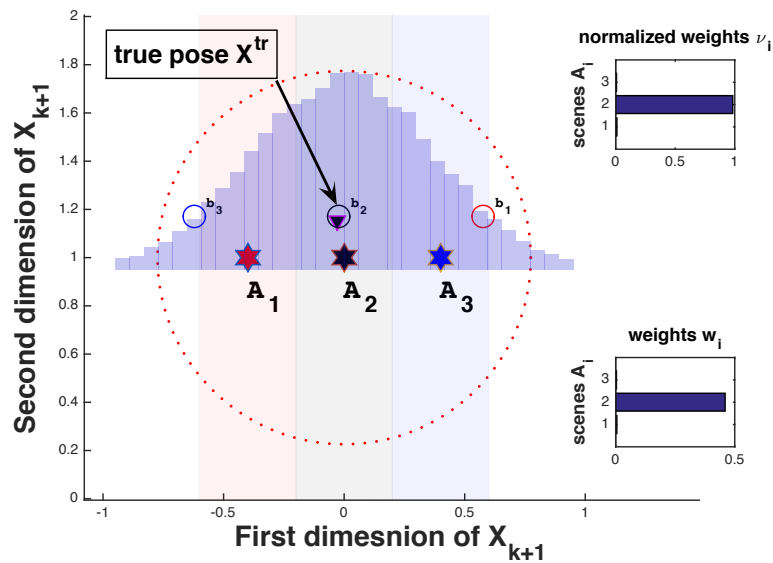 true pose X^tr
2
1.8
1.6
1.4
1.2
1
0.8
0.6
0.4
0.2
0
Second dimension of X_k+1
b_3
b_2
b_1
A_1
A_2
A_3
-1
-0.5
0
0.5
1
First dimesnion of X_k+1
normalized weights ν_i
scenes A_i
3
2
1
0
0.5
1
weights w_i
scenes A_i
3
2
1
0
0.5